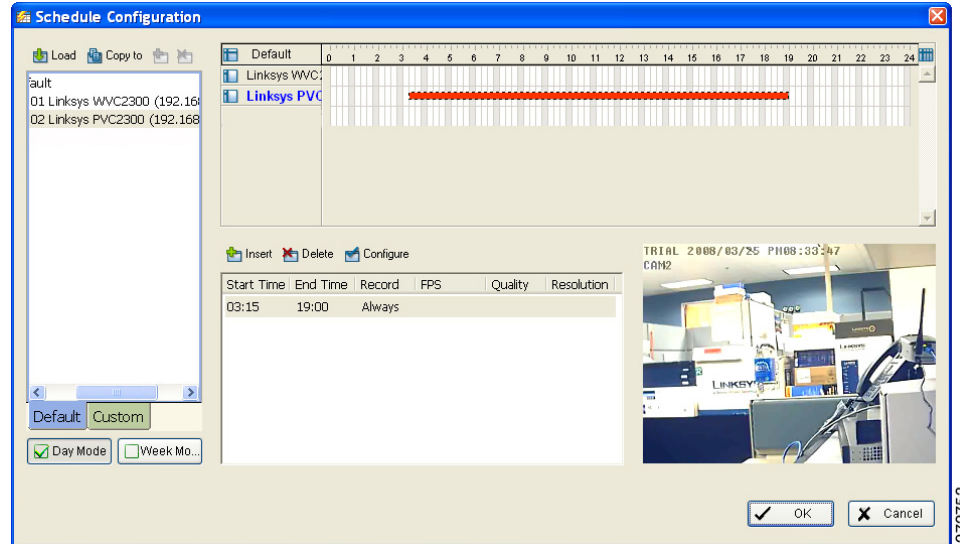 Schedule Configuration
Load Copy to
Default
0 1 2 3 4 5 6 7 8 9 10 11 12 13 14 15 16 17 18 19 20 21 22 23 24
Linksys WVC2
Linksys PVC
ault
01 Linksys WVC2300 (192.168
02 Linksys PVC2300 (192.168
Default Custom
Day Mode Week Mo...
Insert Delete Configure
Start Time End Time Record FPS Quality Resolution
03:15 19:00 Always
TRIAL 2008/03/25 PM08:33:47
CAM2
LINKSYS
OK Cancel